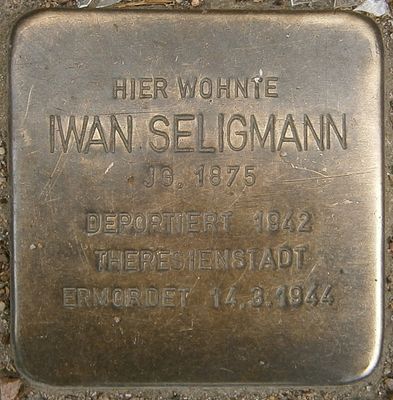 HIER WOHNTE
IWAN SELIGMANN
JG. 1875
DEPORTIERT 1942
THERESIENSTADT
ERMORDET 14.3.1944